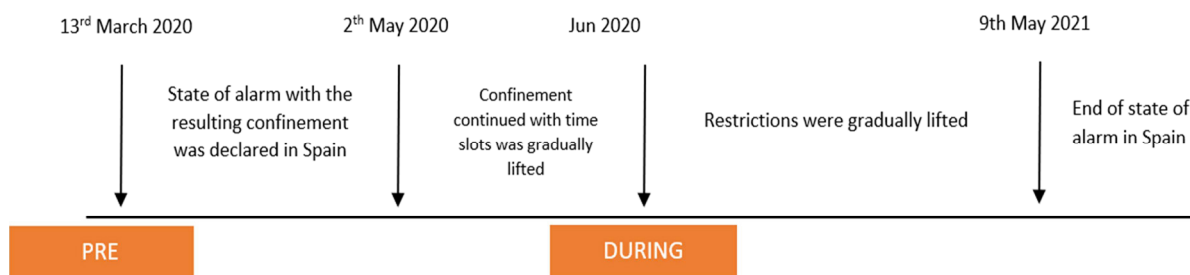 13rd March 2020
2th May 2020
Jun 2020
9th May 2021
State of alarm with the
resulting confinement
was declared in Spain
Confinement
continued with time
slots was gradually
lifted
Restrictions were gradually lifted
End of state of
alarm in Spain
PRE
DURING